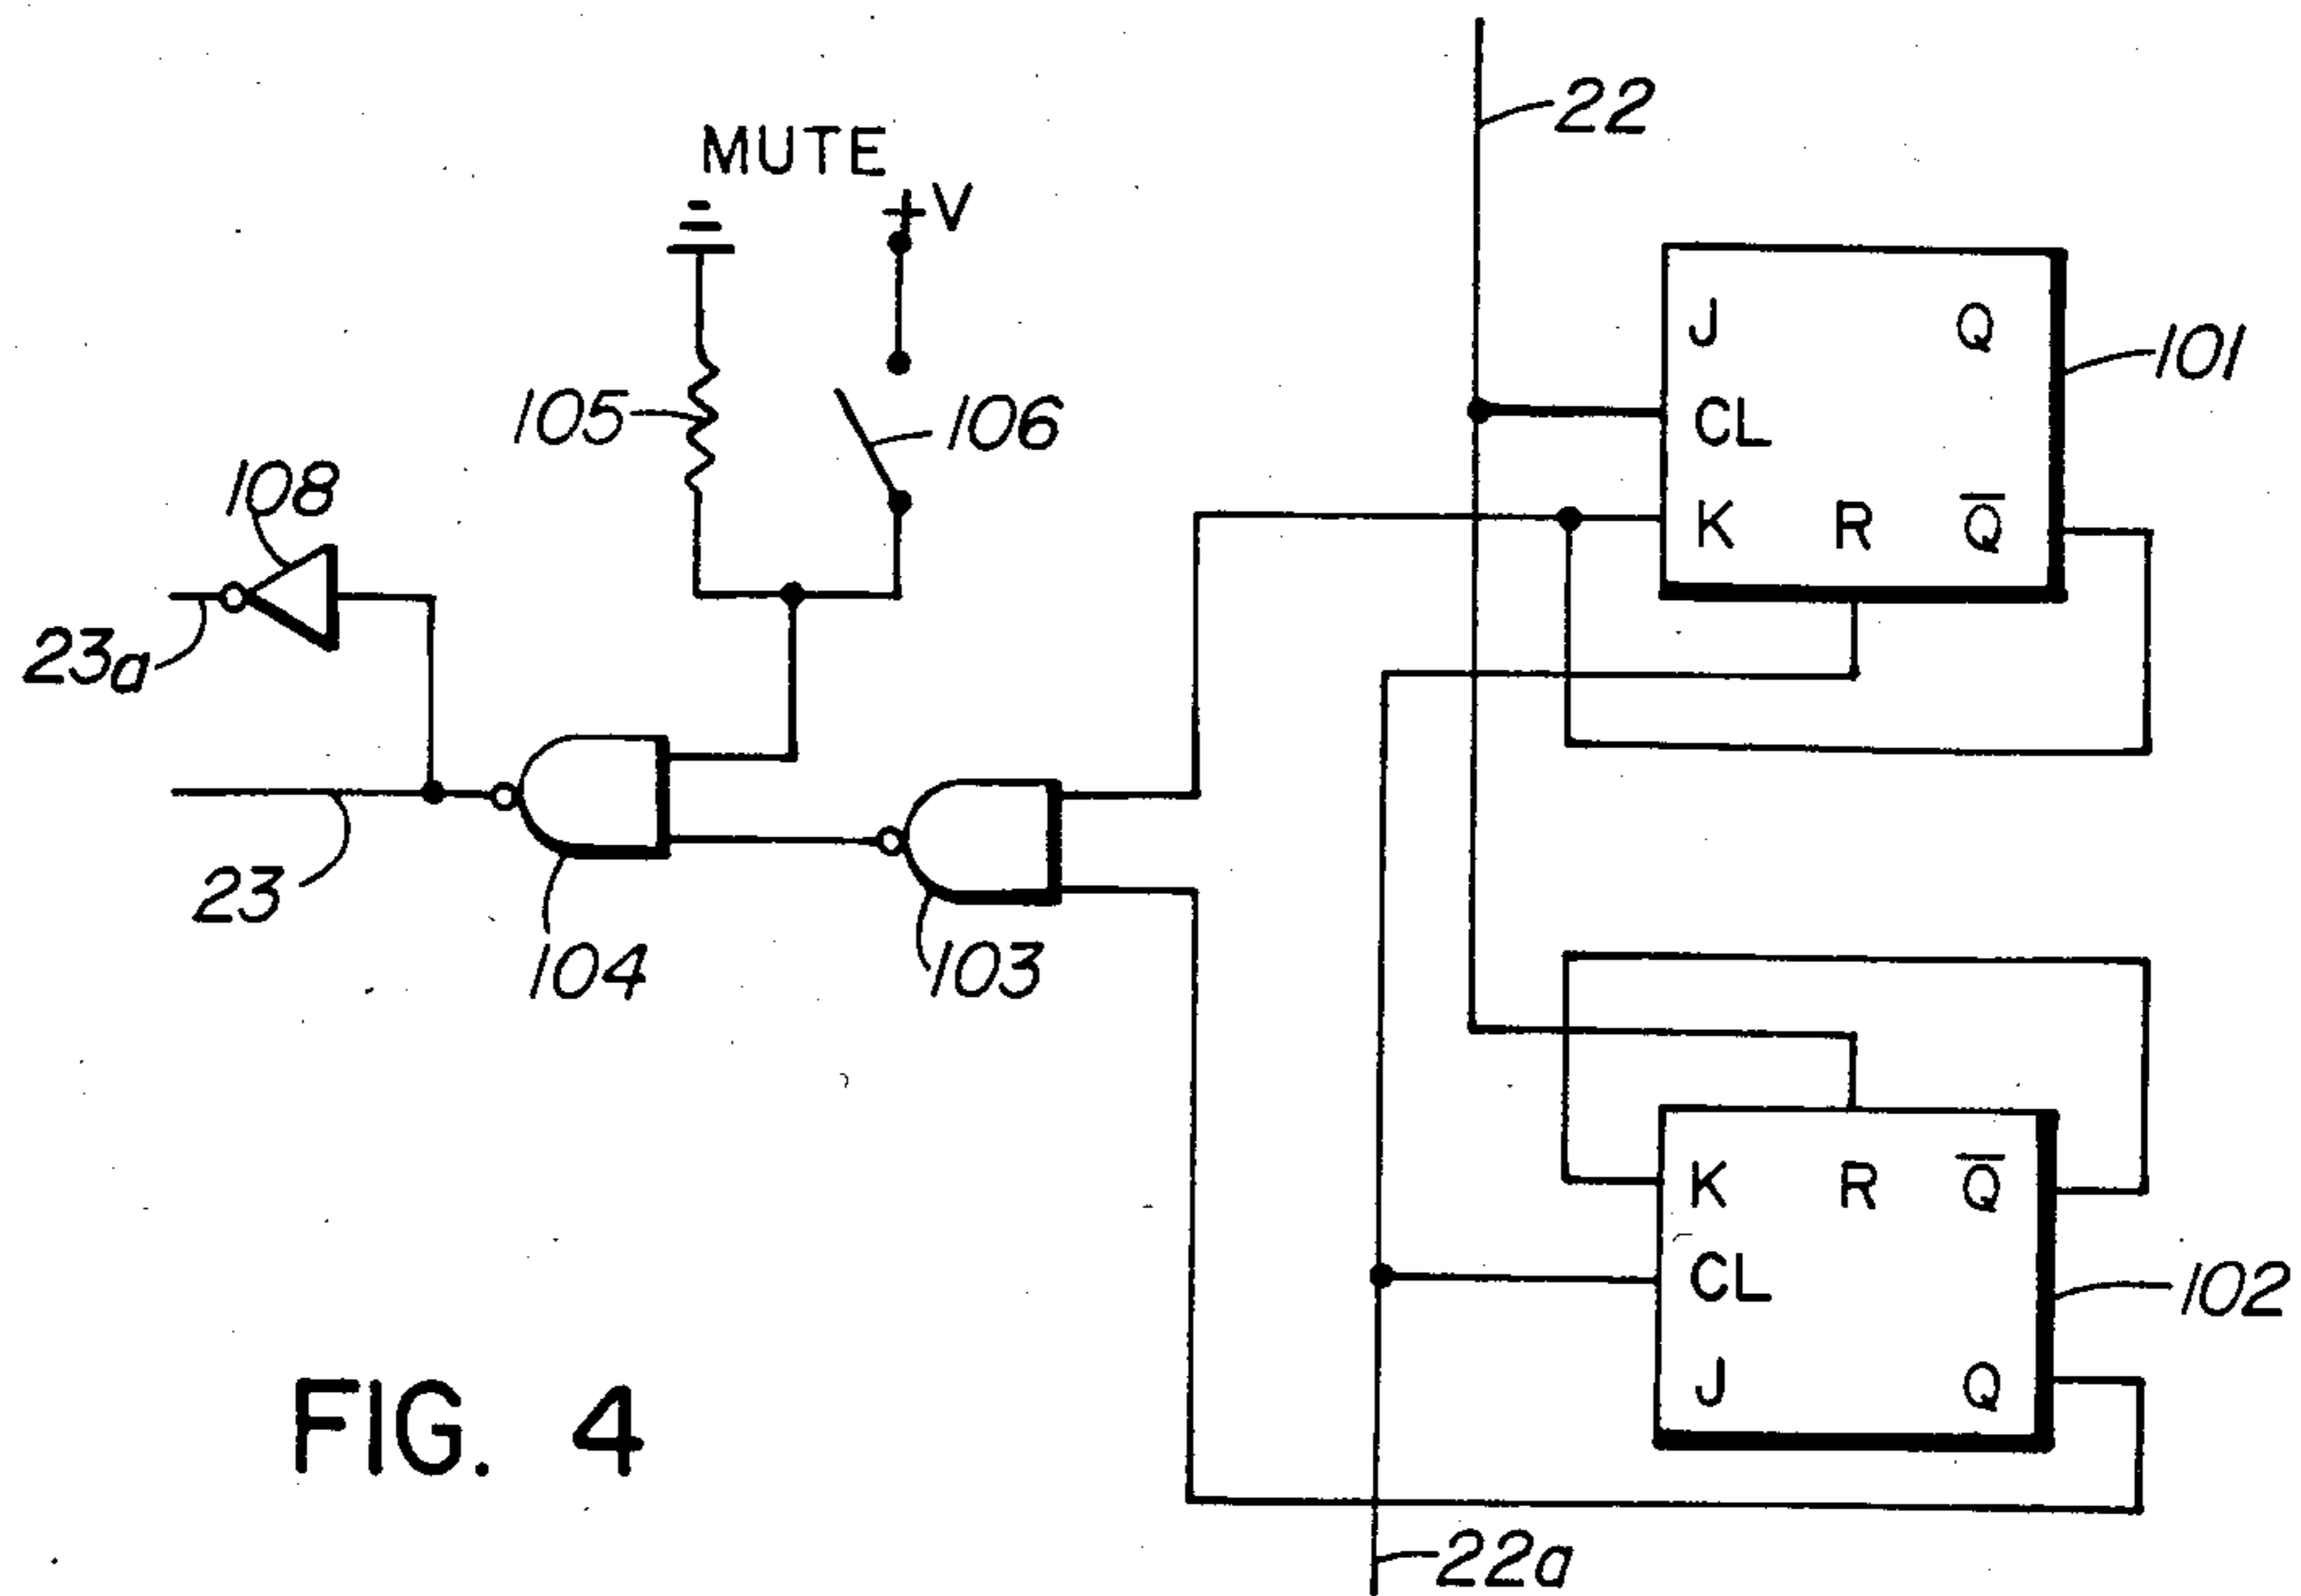 22
MUTE
+V
J Q
101
105
106
CL
108
K R Q̅
23a
23
104
103
K R Q̅
CL
102
J Q
FIG. 4
22a